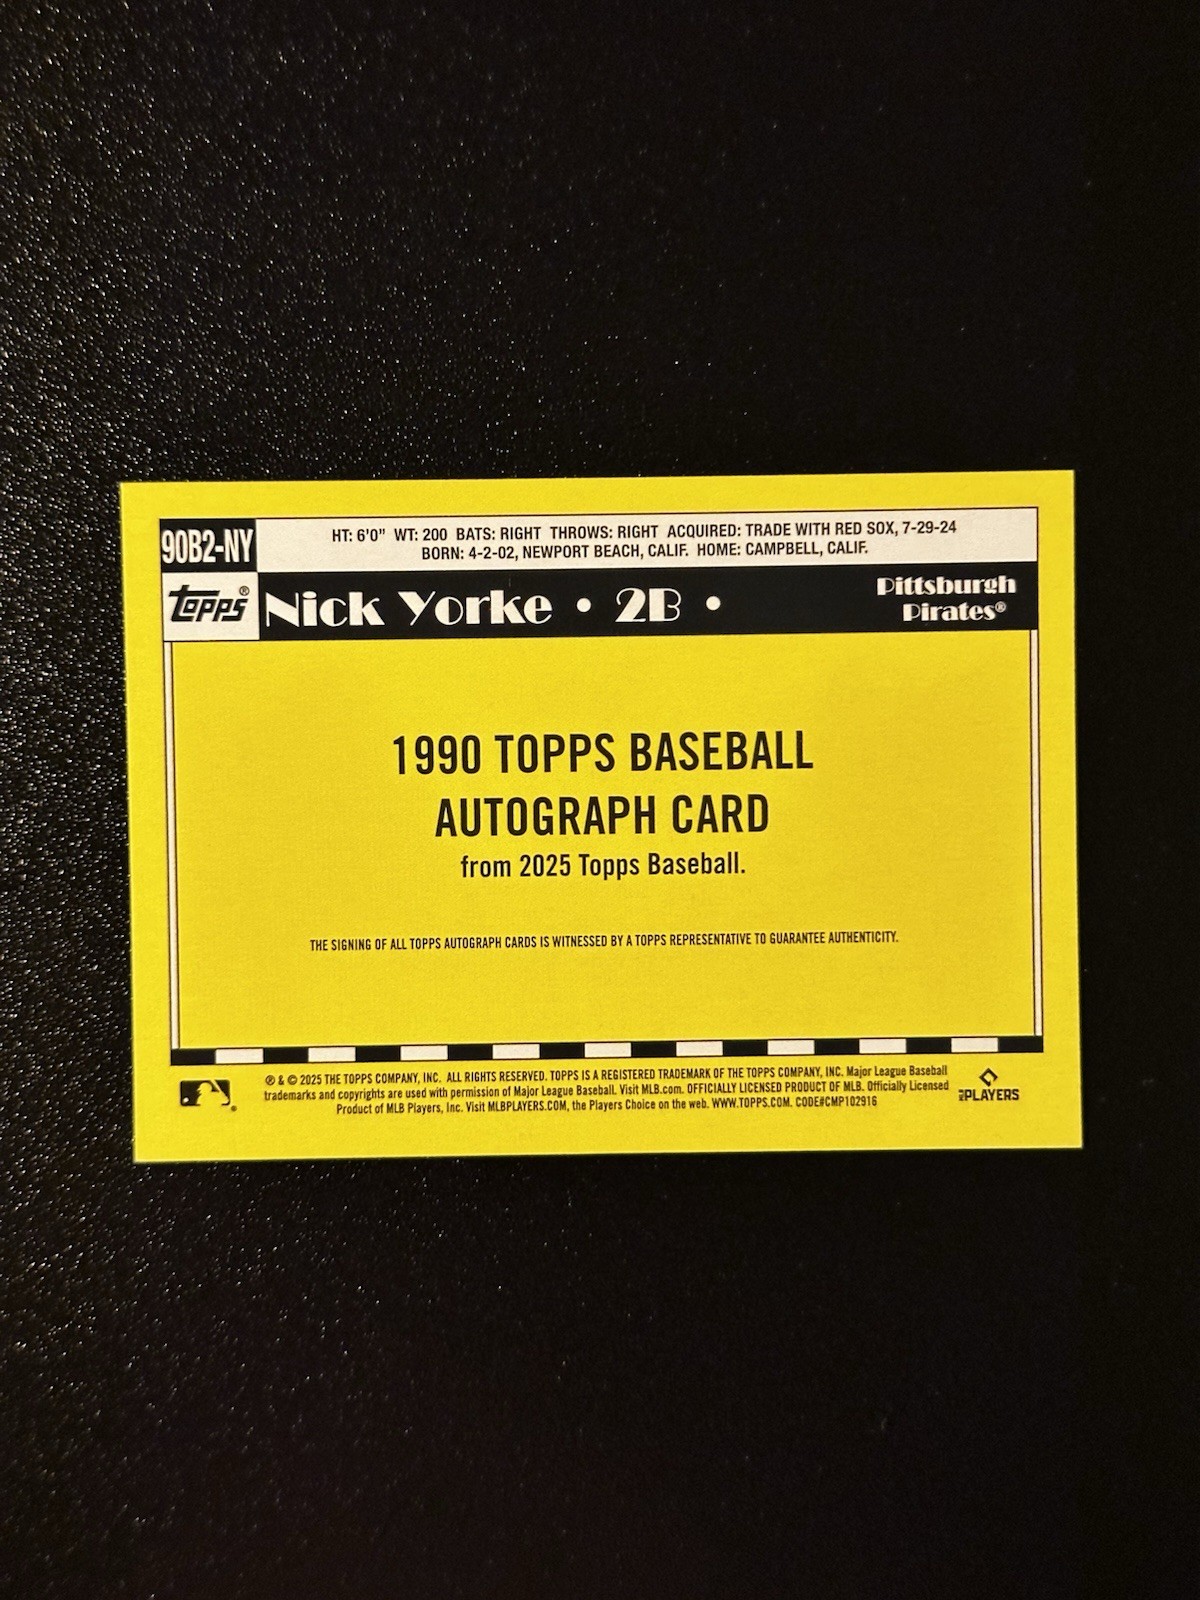 90B2-NY
HT: 6'0" WT: 200 BATS: RIGHT THROWS: RIGHT ACQUIRED: TRADE WITH RED SOX, 7-29-24
BORN: 4-2-02, NEWPORT BEACH, CALIF. HOME: CAMPBELL, CALIF.
Topps®
Nick Yorke • 2B •
Pittsburgh
Pirates®
1990 TOPPS BASEBALL
AUTOGRAPH CARD
from 2025 Topps Baseball.
THE SIGNING OF ALL TOPPS AUTOGRAPH CARDS IS WITNESSED BY A TOPPS REPRESENTATIVE TO GUARANTEE AUTHENTICITY.
® & © 2025 THE TOPPS COMPANY, INC. ALL RIGHTS RESERVED. TOPPS IS A REGISTERED TRADEMARK OF THE TOPPS COMPANY, INC. Major League Baseball
trademarks and copyrights are used with permission of Major League Baseball. Visit MLB.com. OFFICIALLY LICENSED PRODUCT OF MLB. Officially Licensed
Product of MLB Players, Inc. Visit MLBPLAYERS.COM, the Players Choice on the web. WWW.TOPPS.COM. CODE#CMP102916
MLB PLAYERS